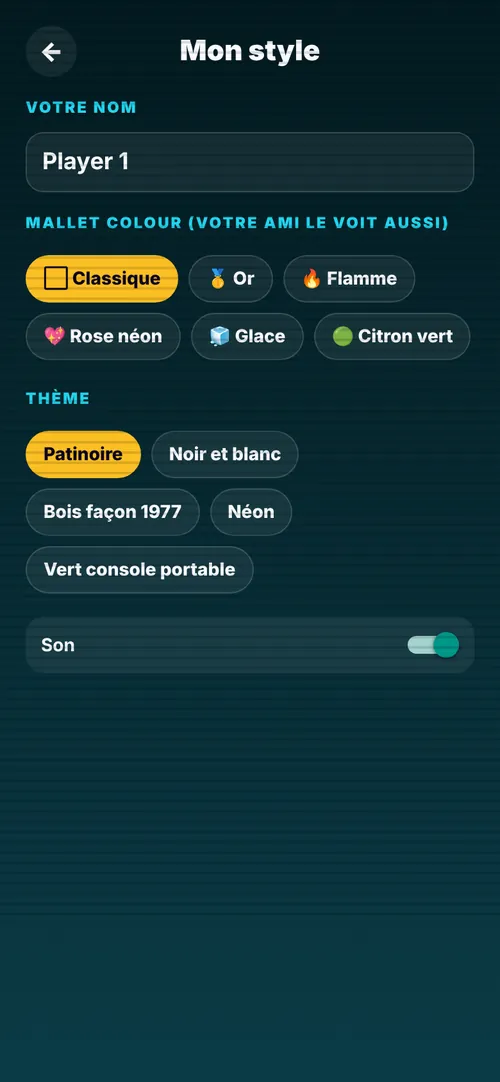 Mon style
VOTRE NOM
Player 1
MALLET COLOUR (VOTRE AMI LE VOIT AUSSI)
Classique
🏅 Or
🔥 Flamme
💖 Rose néon
🧊 Glace
🟢 Citron vert
THÈME
Patinoire
Noir et blanc
Bois façon 1977
Néon
Vert console portable
Son